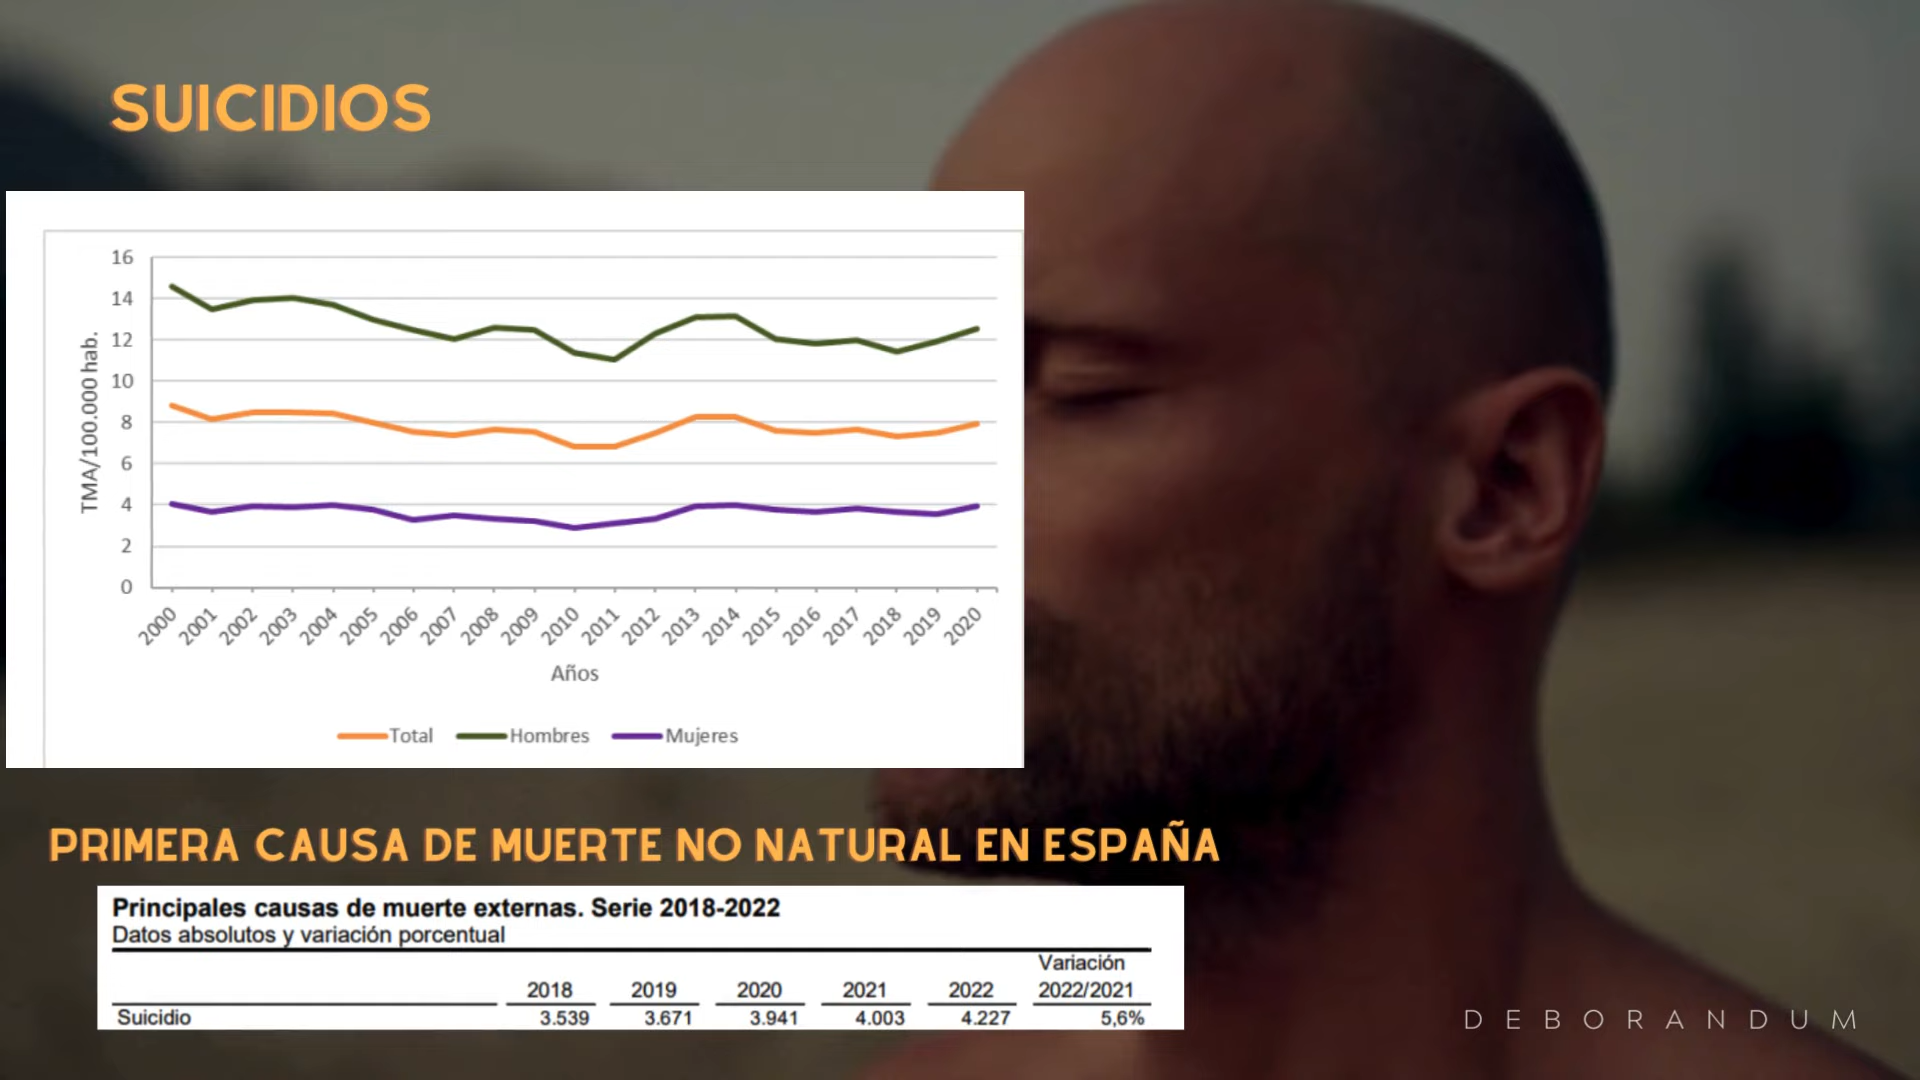 SUICIDIOS
16
14
12
10
8
6
4
2
0
TMA/100.000 hab.
2000 2001 2002 2003 2004 2005 2006 2007 2008 2009 2010 2011 2012 2013 2014 2015 2016 2017 2018 2019 2020
Años
Total Hombres Mujeres
PRIMERA CAUSA DE MUERTE NO NATURAL EN ESPAÑA
Principales causas de muerte externas. Serie 2018-2022
Datos absolutos y variación porcentual
Variación
2018 2019 2020 2021 2022 2022/2021
Suicidio 3.539 3.671 3.941 4.003 4.227 5,6%
DEBORANDUM